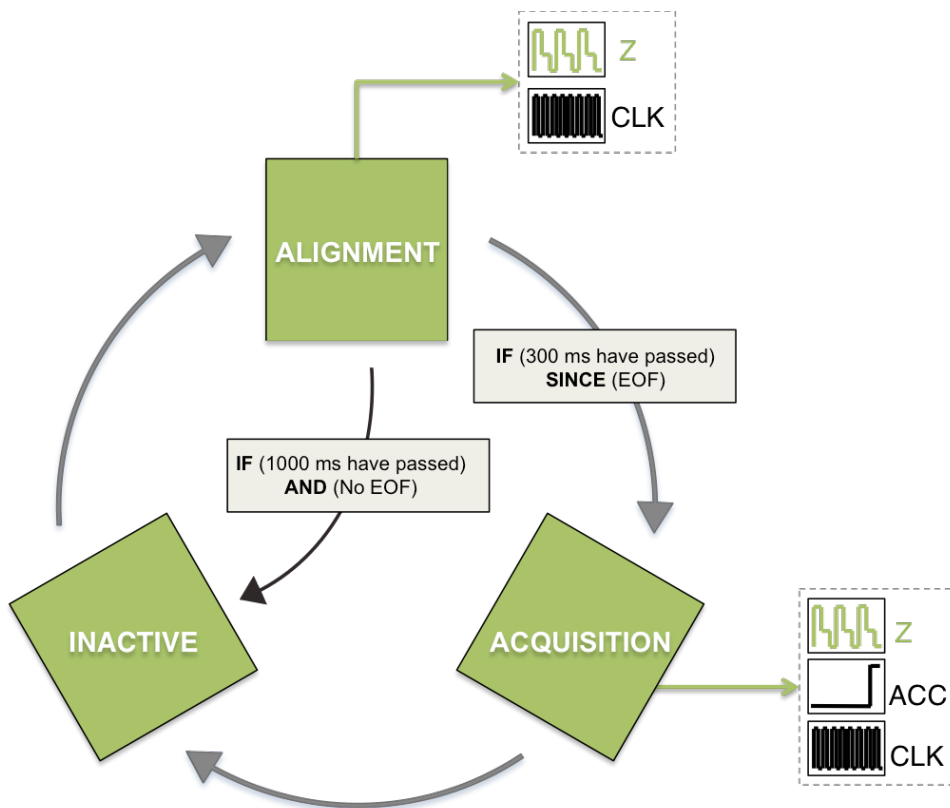 Z
CLK
ALIGNMENT
IF (300 ms have passed)
SINCE (EOF)
IF (1000 ms have passed)
AND (No EOF)
INACTIVE
ACQUISITION
Z
ACC
CLK